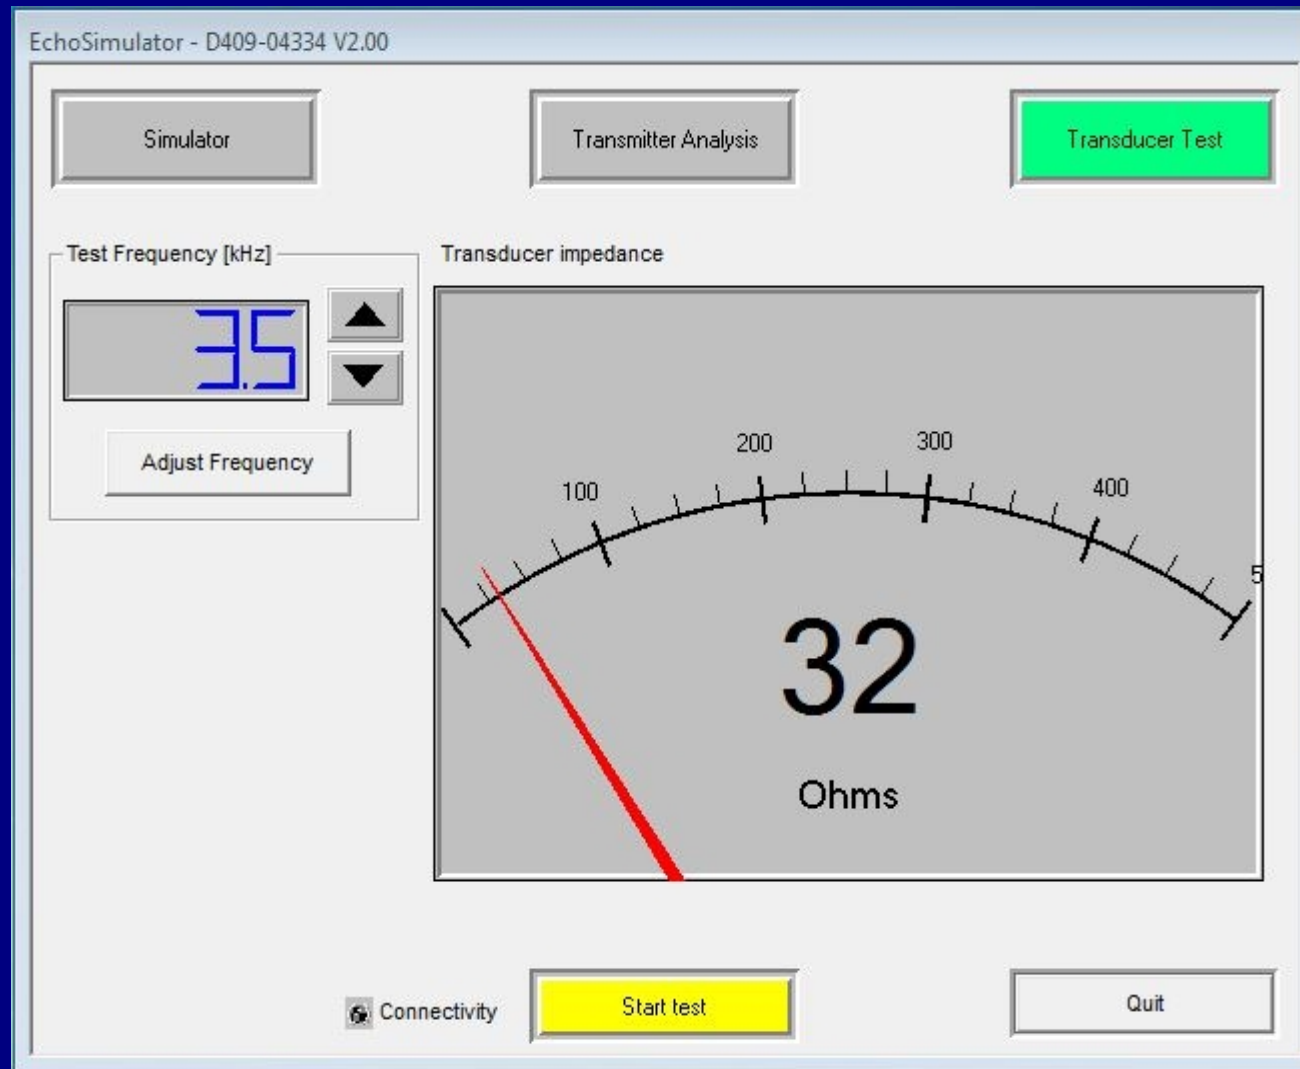 EchoSimulator - D409-04334 V2.00
Simulator
Transmitter Analysis
Transducer Test
Test Frequency [kHz]
3.5
Adjust Frequency
Transducer impedance
100
200
300
400
5
32
Ohms
Connectivity
Start test
Quit